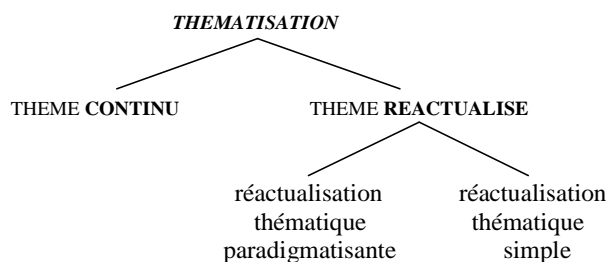 THEMATISATION
THEME CONTINU THEME REACTUALISE
réactualisation réactualisation
thématique thématique
paradigmatisante simple